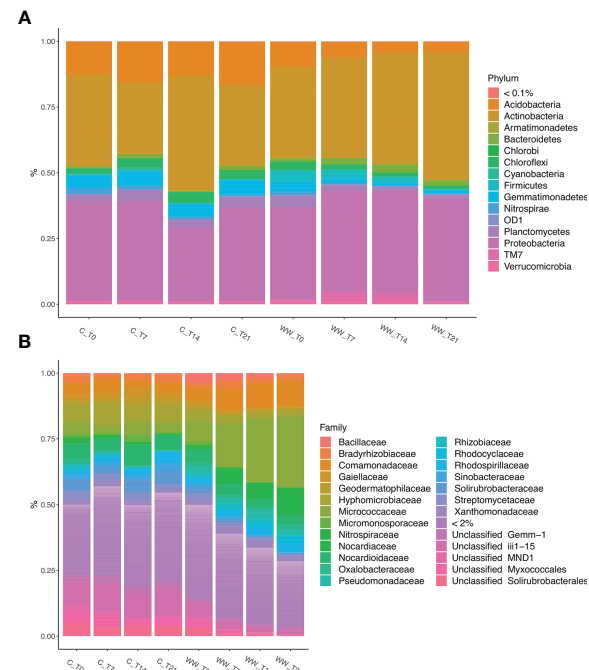 A
1.00
0.75
0.50
0.25
0.00
%
C_T0
C_T7
C_T14
C_T21
WW_T0
WW_T7
WW_T14
WW_T21
Phylum
< 0.1%
Acidobacteria
Actinobacteria
Armatimonadetes
Bacteroidetes
Chlorobi
Chloroflexi
Cyanobacteria
Firmicutes
Gemmatimonadetes
Nitrospirae
OD1
Planctomycetes
Proteobacteria
TM7
Verrucomicrobia
B
1.00
0.75
0.50
0.25
0.00
%
C_T0
C_T7
C_T14
C_T21
Family
Bacillaceae
Bradyrhizobiaceae
Comamonadaceae
Gaiellaceae
Geodermatophilaceae
Hyphomicrobiaceae
Micrococcaceae
Micromonosporaceae
Nitrospiraceae
Nocardiaceae
Nocardioidaceae
Oxalobacteraceae
Pseudomonadaceae
Rhizobiaceae
Rhodocyclaceae
Rhodospirillaceae
Sinobacteraceae
Solirubrobacteraceae
Streptomycetaceae
Xanthomonadaceae
< 2%
Unclassified Gemm−1
Unclassified iii1−15
Unclassified MND1
Unclassified Myxococcales
Unclassified Solirubrobacterales